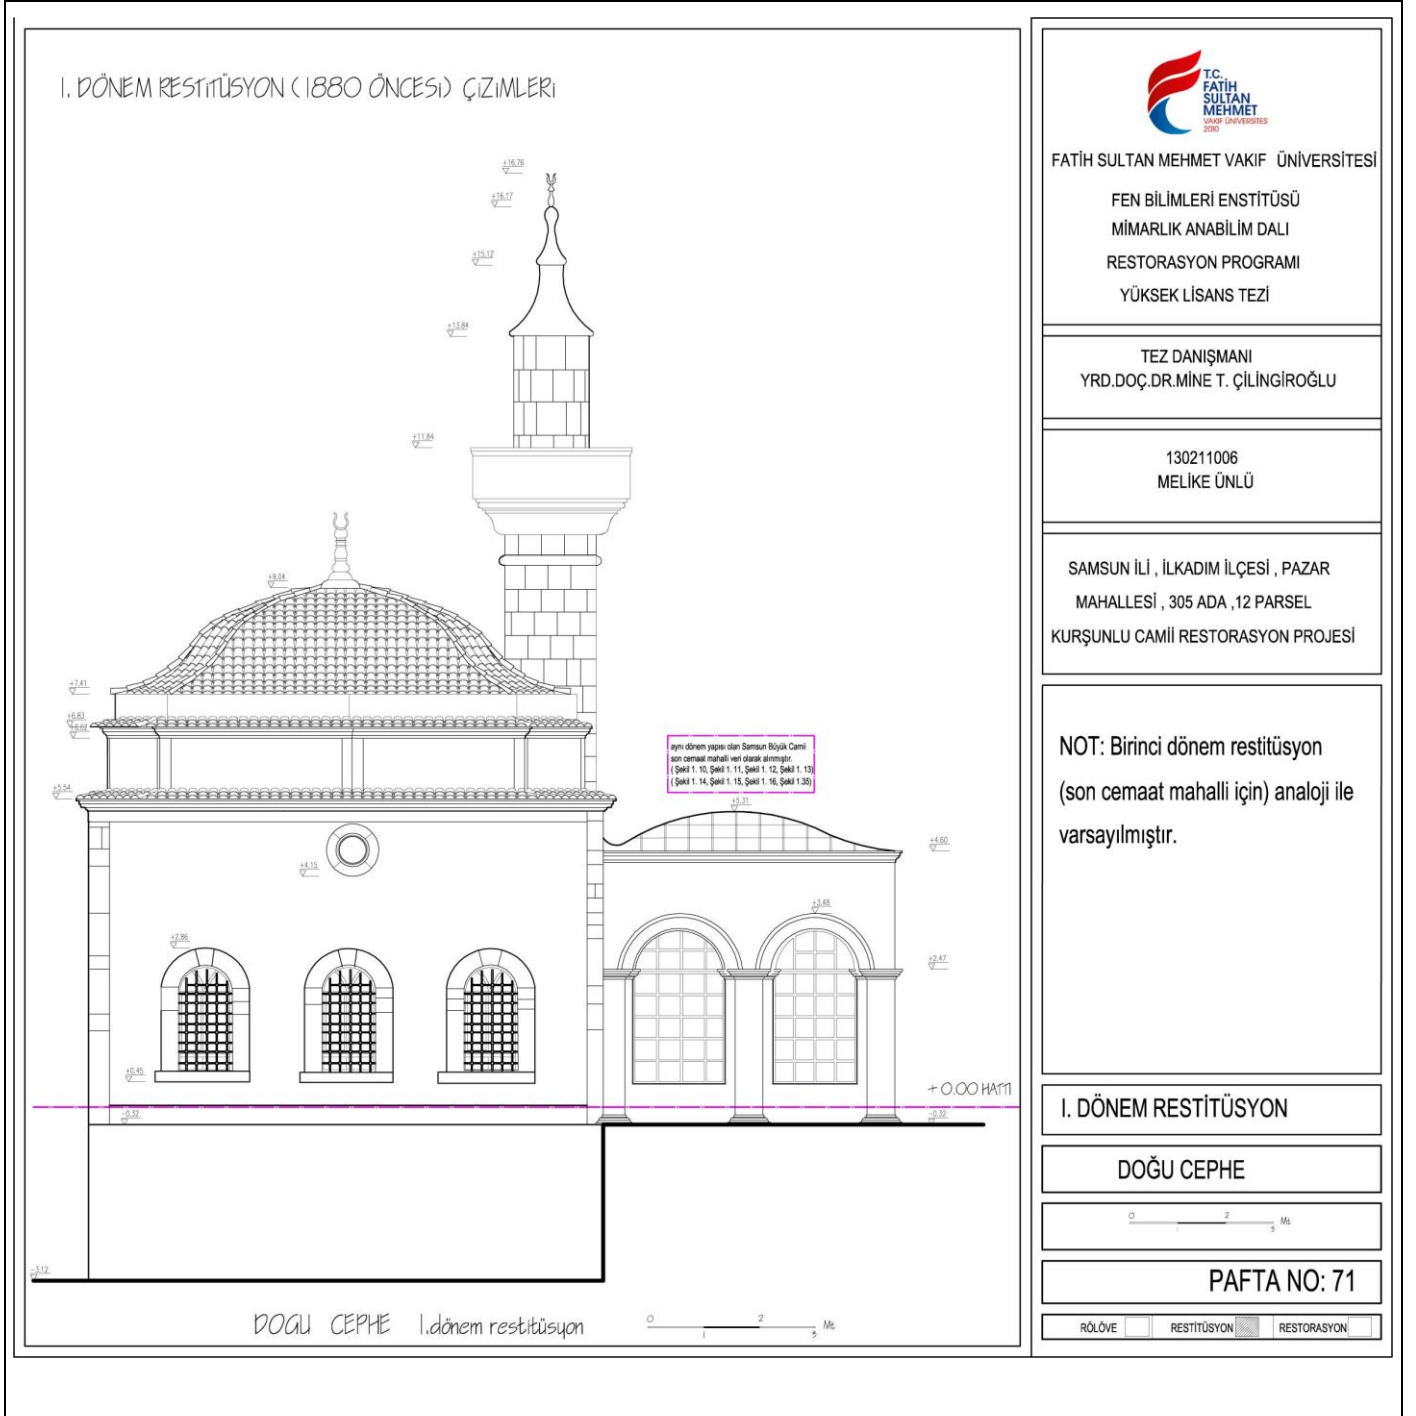 I. DÖNEM RESTİTÜSYON (1880 ÖNCESİ) ÇİZİMLERİ
+16,76
+16,17
+15,12
+13,84
+11,84
+9,04
+7,41
+6,83
+6,62
+5,54
aynı dönem yapısı olan Samsun Büyük Camii
son cemaat mahalli veri olarak alınmıştır.
( Şekil 1. 10, Şekil 1. 11, Şekil 1. 12, Şekil 1. 13)
( Şekil 1. 14, Şekil 1. 15, Şekil 1. 16, Şekil 1.35)
+5,31
+4,60
+4,15
+3,48
+2,86
+2,47
+0,45
+0.00 HATTI
-0,32
-0,32
-3,12
DOGU CEPHE I.dönem restitüsyon
0 1 2 3 Mt
T.C.
FATİH
SULTAN
MEHMET
VAKIF ÜNİVERSİTES
2010
FATİH SULTAN MEHMET VAKIF ÜNİVERSİTESİ
FEN BİLİMLERİ ENSTİTÜSÜ
MİMARLIK ANABİLİM DALI
RESTORASYON PROGRAMI
YÜKSEK LİSANS TEZİ
TEZ DANIŞMANI
YRD.DOÇ.DR.MİNE T. ÇİLİNGİROĞLU
130211006
MELİKE ÜNLÜ
SAMSUN İLİ , İLKADIM İLÇESİ , PAZAR
MAHALLESİ , 305 ADA ,12 PARSEL
KURŞUNLU CAMİİ RESTORASYON PROJESİ
NOT: Birinci dönem restitüsyon
(son cemaat mahalli için) analoji ile
varsayılmıştır.
I. DÖNEM RESTİTÜSYON
DOĞU CEPHE
0 1 2 3 Mt
PAFTA NO: 71
RÖLÖVE RESTİTÜSYON RESTORASYON